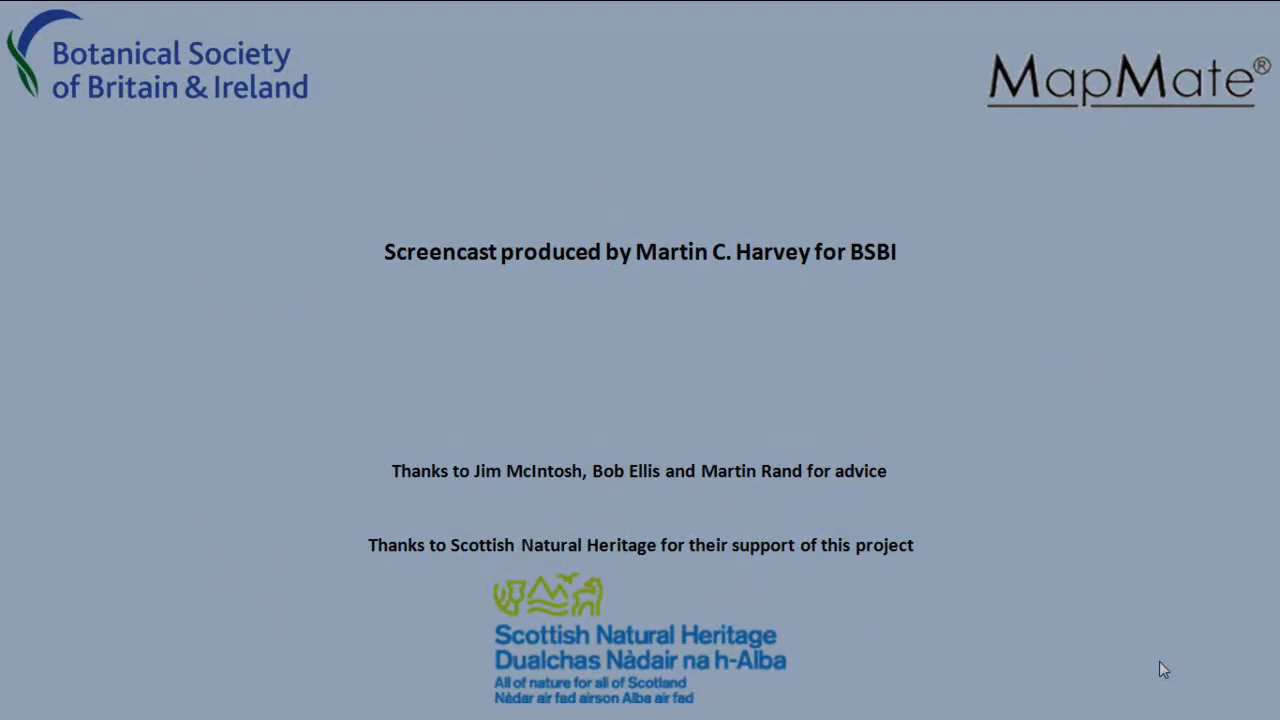 Botanical Society
of Britain & Ireland
MapMate®
Screencast produced by Martin C. Harvey for BSBI
Thanks to Jim McIntosh, Bob Ellis and Martin Rand for advice
Thanks to Scottish Natural Heritage for their support of this project
Scottish Natural Heritage
Dualchas Nàdair na h-Alba
All of nature for all of Scotland
Nàdar air fad airson Alba air fad